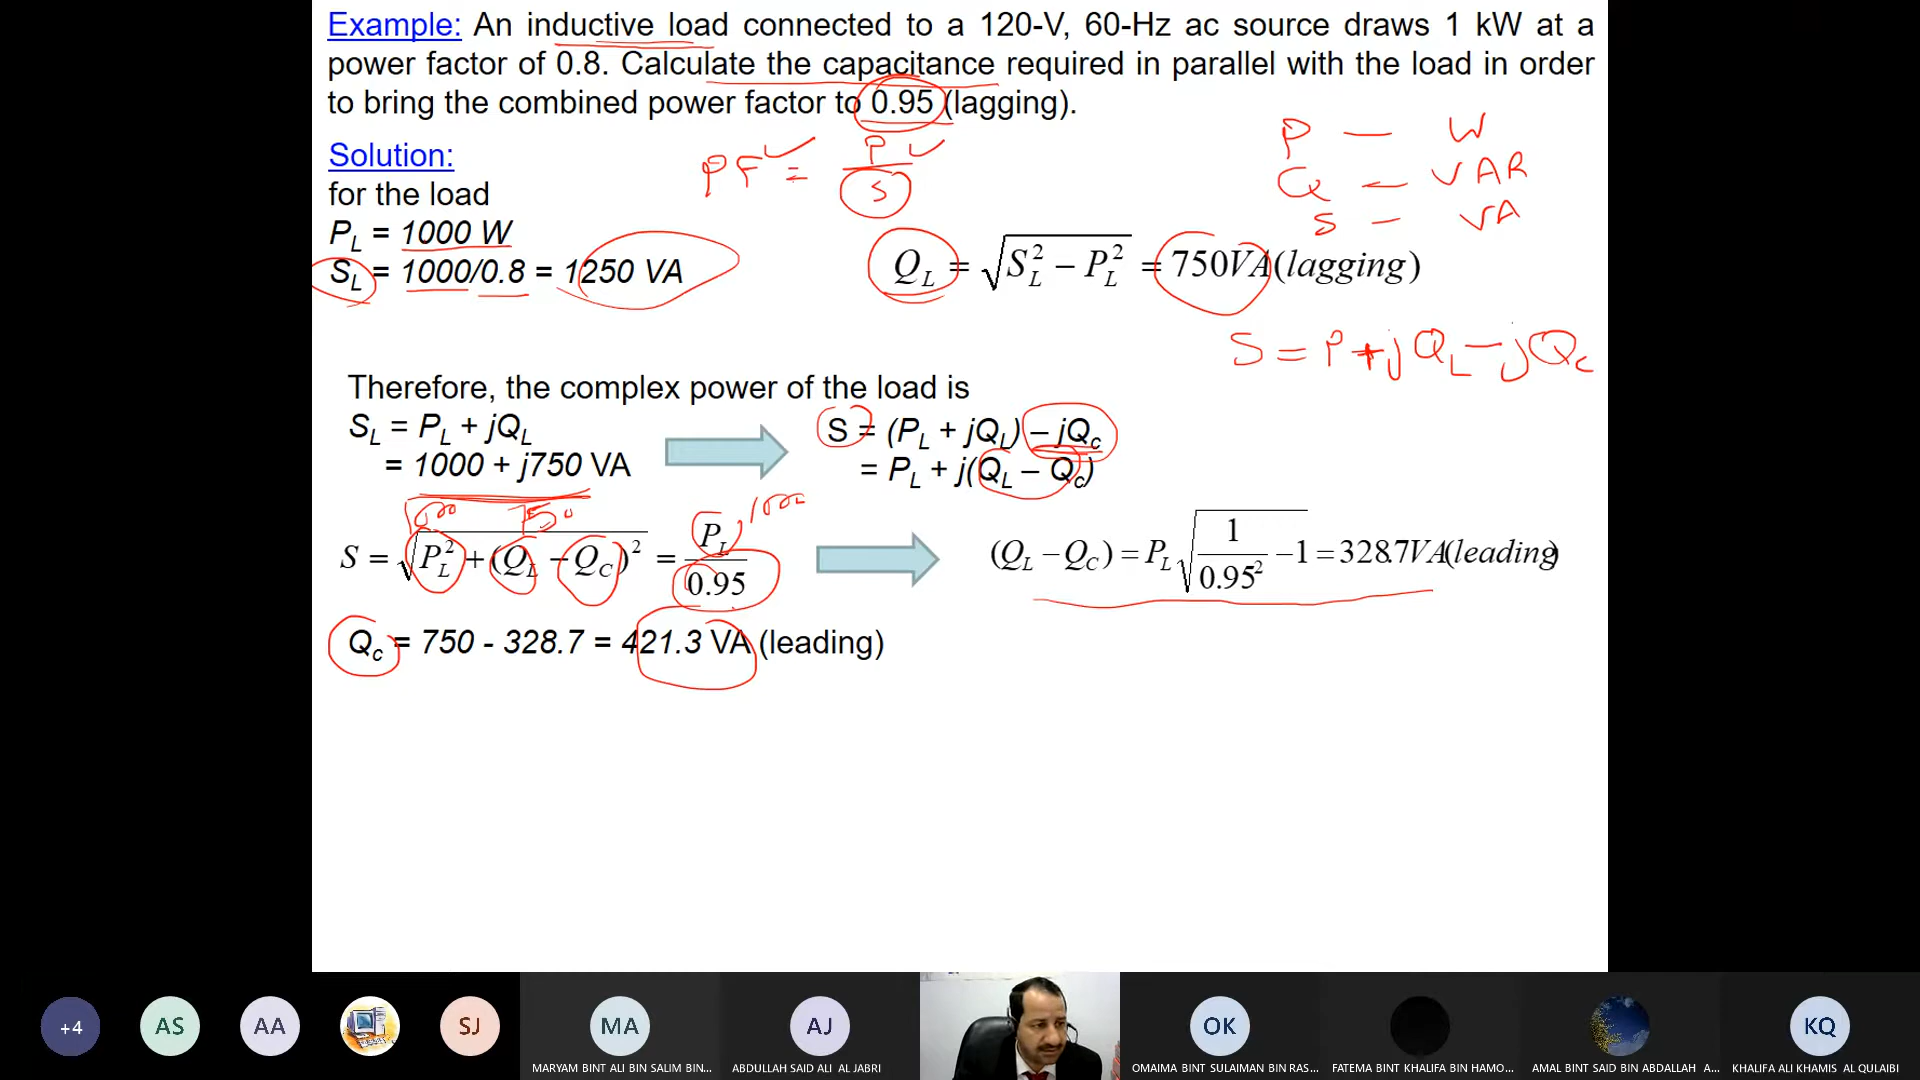 Example: An inductive load connected to a 120-V, 60-Hz ac source draws 1 kW at a
power factor of 0.8. Calculate the capacitance required in parallel with the load in order
to bring the combined power factor to 0.95 (lagging).
P — W
PF = P / S
Q — VAR
S — VA
Solution:
for the load
P_L = 1000 W
S_L = 1000/0.8 = 1250 VA
Q_L = √(S_L² − P_L²) = 750VA(lagging)
S = P + jQ_L − jQ_c
Therefore, the complex power of the load is
S_L = P_L + jQ_L
= 1000 + j750 VA
S = (P_L + jQ_L) − jQ_c
= P_L + j(Q_L − Q_c)
750
1000
S = √(P_L² + (Q_L − Q_C)²) = P_L / 0.95
(Q_L − Q_C) = P_L √(1/0.95² − 1) = 328.7VA(leading)
Q_c = 750 - 328.7 = 421.3 VA (leading)
+4
AS
AA
SJ
MA
AJ
OK
KQ
MARYAM BINT ALI BIN SALIM BIN...
ABDULLAH SAID ALI AL JABRI
OMAIMA BINT SULAIMAN BIN RAS...
FATEMA BINT KHALIFA BIN HAMO...
AMAL BINT SAID BIN ABDALLAH A...
KHALIFA ALI KHAMIS AL QULAIBI